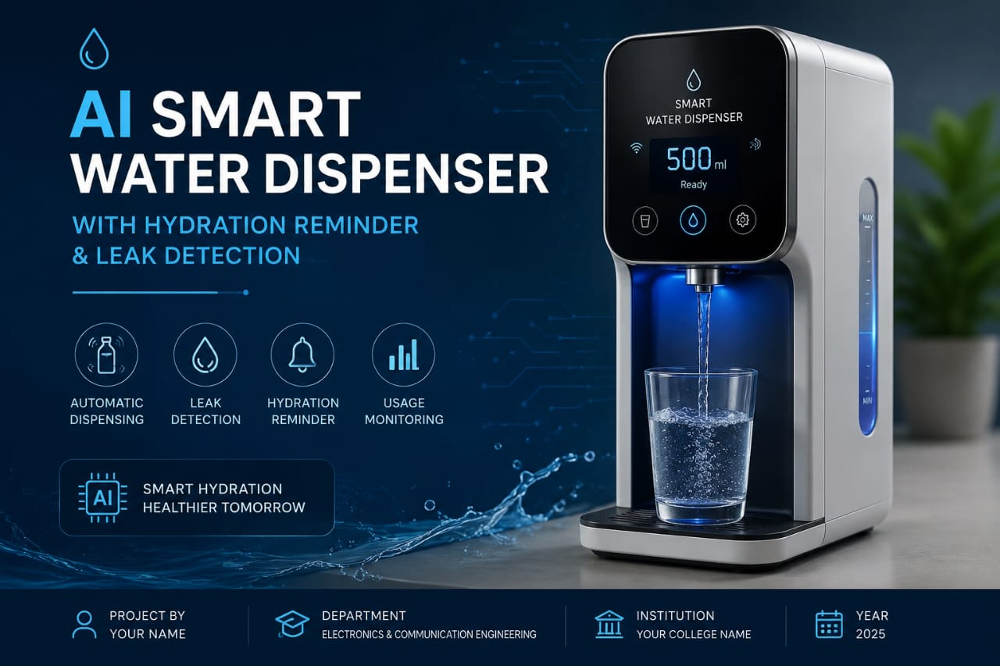 AI SMART
WATER DISPENSER
WITH HYDRATION REMINDER
& LEAK DETECTION
AUTOMATIC
DISPENSING
LEAK
DETECTION
HYDRATION
REMINDER
USAGE
MONITORING
AI
SMART HYDRATION
HEALTHIER TOMORROW
SMART
WATER DISPENSER
500 ml
Ready
MAX
MIN
PROJECT BY
YOUR NAME
DEPARTMENT
ELECTRONICS & COMMUNICATION ENGINEERING
INSTITUTION
YOUR COLLEGE NAME
YEAR
2025